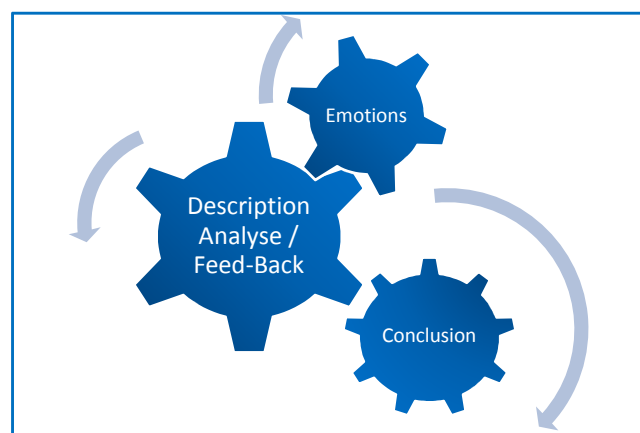 Emotions
Description
Analyse /
Feed-Back
Conclusion